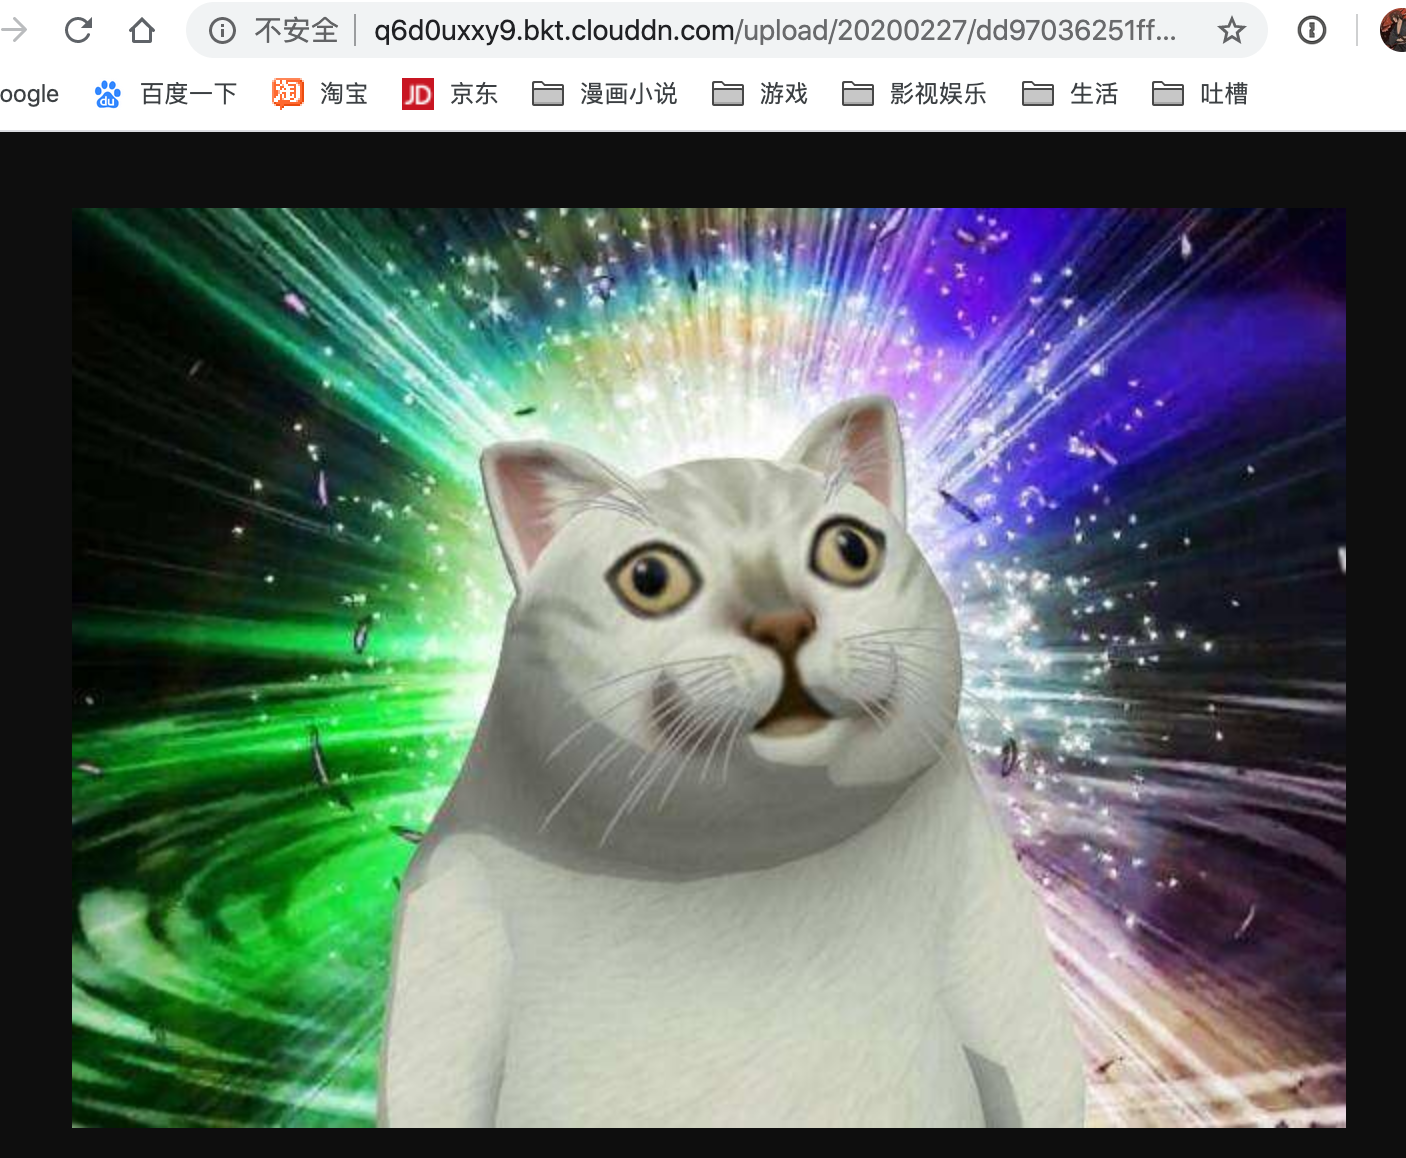 不安全 q6d0uxxy9.bkt.clouddn.com/upload/20200227/dd97036251ff...
oogle du 百度一下 淘 淘宝 JD 京东 漫画小说 游戏 影视娱乐 生活 吐槽